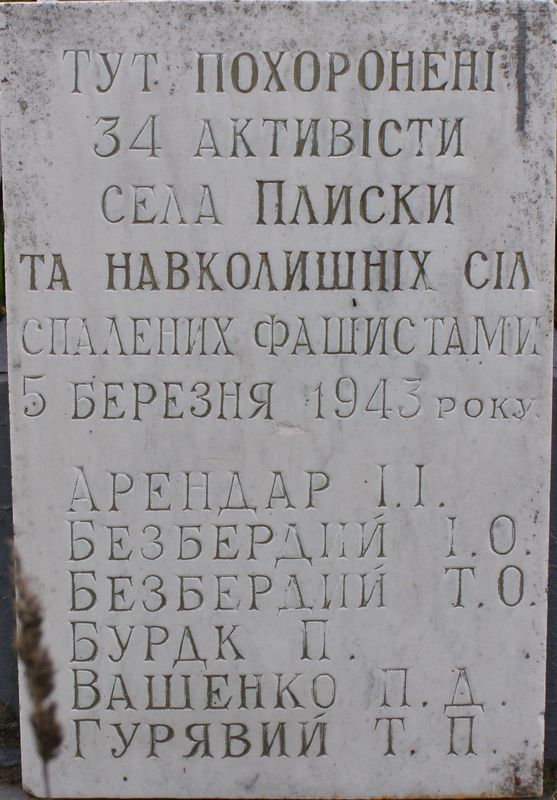 ТУТ ПОХОРОНЕНІ
34 АКТИВІСТИ
СЕЛА ПЛИСКИ
ТА НАВКОЛИШНІХ СІЛ
СПАЛЕНИХ ФАШИСТАМИ
5 БЕРЕЗНЯ 1943 РОКУ
АРЕНДАР І.І.
БЕЗБЕРДИЙ І.О.
БЕЗБЕРДИЙ Т.О.
БУРДК П.
ВАЩЕНКО П.Д.
ГУРЯВИЙ Т.П.